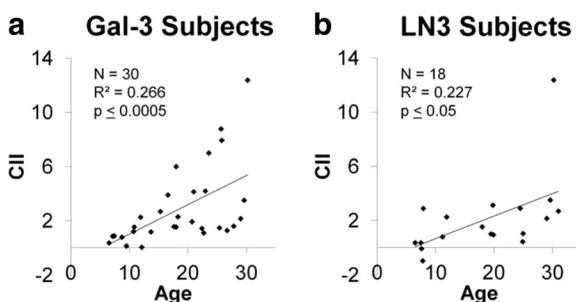 a Gal-3 Subjects
14
10
6
2
-2
CII
N = 30
R² = 0.266
p ≤ 0.0005
0 10 20 30
Age
b LN3 Subjects
14
10
6
2
-2
CII
N = 18
R² = 0.227
p ≤ 0.05
0 10 20 30
Age